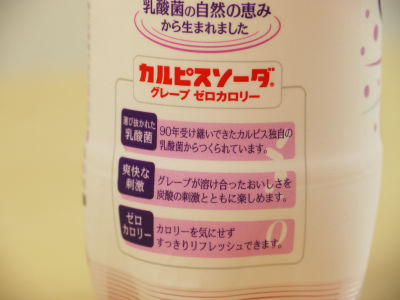 乳酸菌の自然の恵み
から生まれました
カルピスソーダ®
グレープ ゼロカロリー
選び抜かれた
乳酸菌
90年受け継いできたカルピス独自の
乳酸菌からつくられています。
爽快な
刺激
グレープが溶け合ったおいしさを
炭酸の刺激とともに楽しめます。
ゼロ
カロリー
カロリーを気にせず
すっきりリフレッシュできます。
0